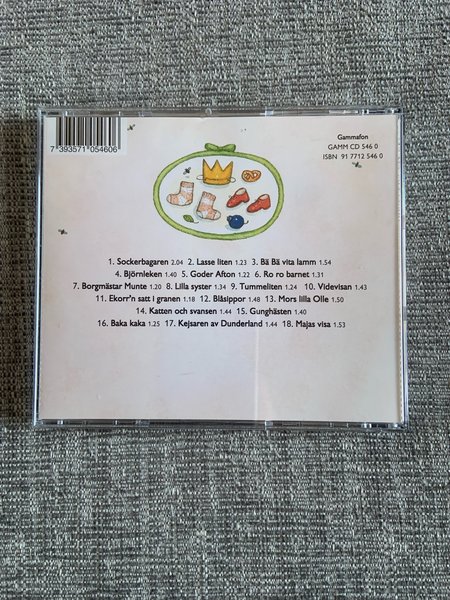 7 393571 054606
Gammafon
GAMM CD 546 0
ISBN 91 7712 546 0
1. Sockerbagaren 2.04 2. Lasse liten 1.23 3. Bä Bä vita lamm 1.54
4. Björnleken 1.40 5. Goder Afton 1.22 6. Ro ro barnet 1.31
7. Borgmästar Munte 1.20 8. Lilla syster 1.34 9. Tummeliten 1.24 10. Videvisan 1.43
11. Ekorr'n satt i granen 1.18 12. Blåsippor 1.48 13. Mors lilla Olle 1.50
14. Katten och svansen 1.44 15. Gunghästen 1.40
16. Baka kaka 1.25 17. Kejsaren av Dunderland 1.44 18. Majas visa 1.53